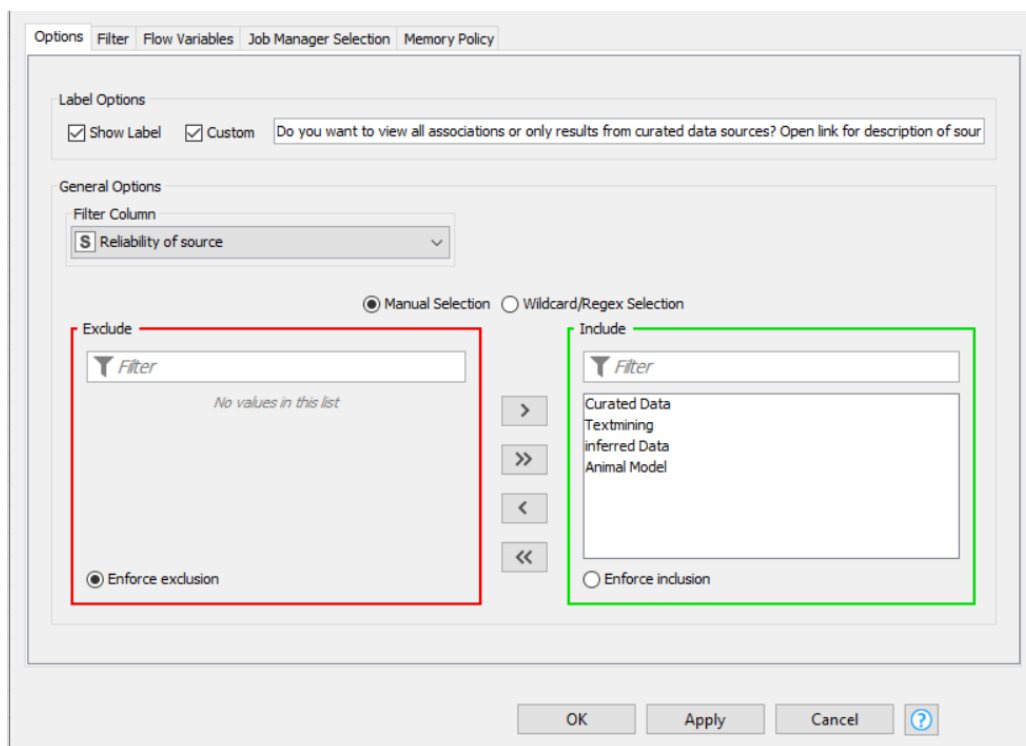 Options Filter Flow Variables Job Manager Selection Memory Policy
Label Options
Show Label Custom Do you want to view all associations or only results from curated data sources? Open link for description of sour
General Options
Filter Column
S Reliability of source
Manual Selection Wildcard/Regex Selection
Exclude
Filter
No values in this list
Enforce exclusion
>
>>
<
<<
Include
Filter
Curated Data
Textmining
inferred Data
Animal Model
Enforce inclusion
OK Apply Cancel ?